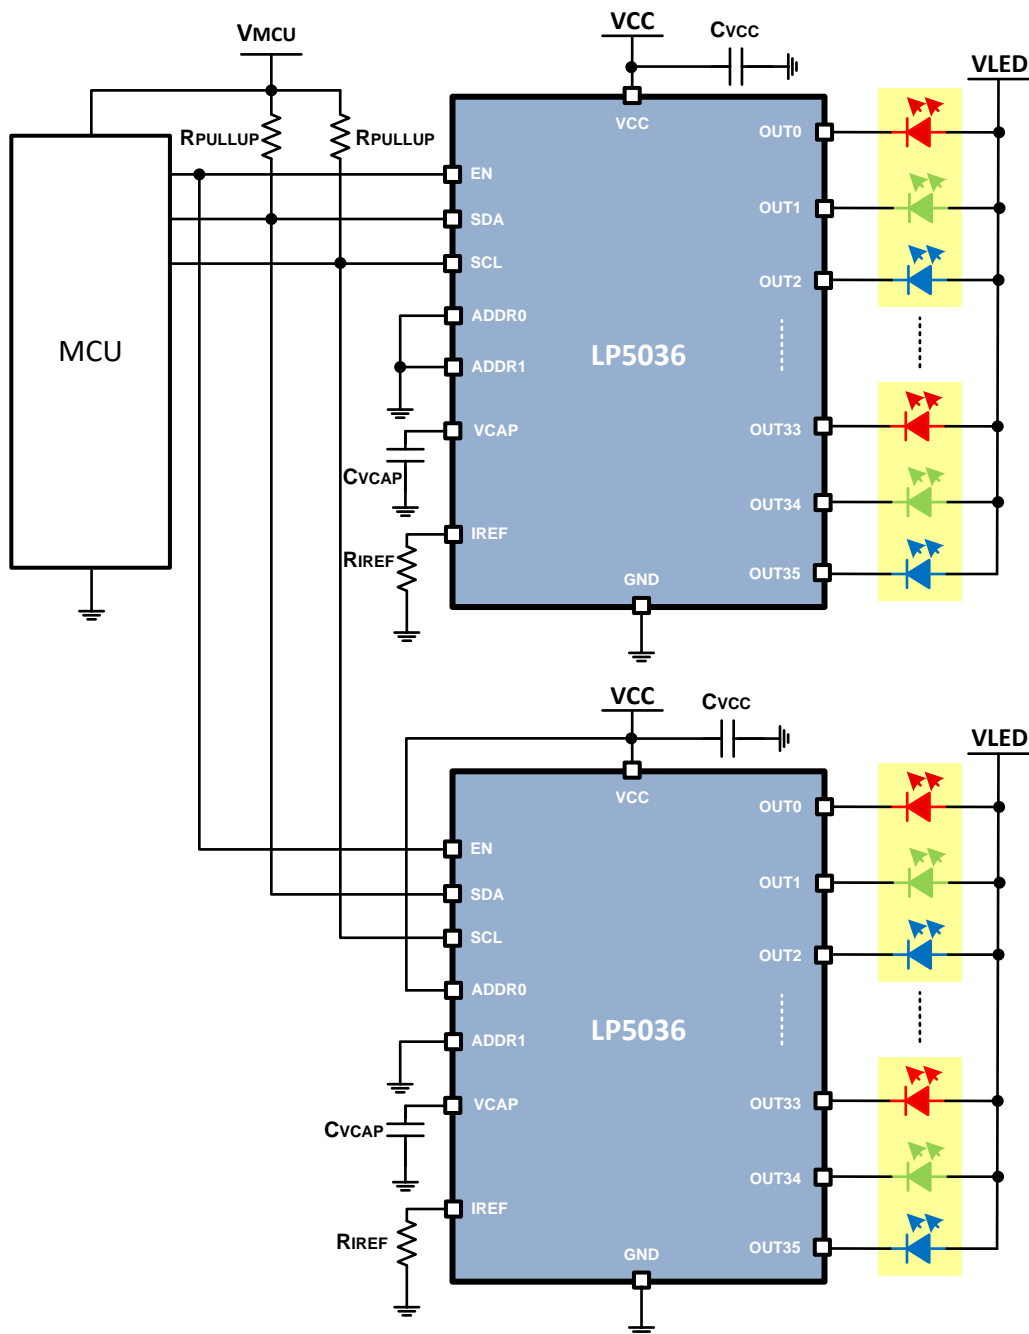 VMCU
VCC
CVCC
VLED
RPULLUP
RPULLUP
MCU
VCC
EN
SDA
SCL
ADDR0
ADDR1
VCAP
IREF
GND
LP5036
OUT0
OUT1
OUT2
OUT33
OUT34
OUT35
CVCAP
RIREF
VCC
CVCC
VLED
VCC
EN
SDA
SCL
ADDR0
ADDR1
VCAP
IREF
GND
LP5036
OUT0
OUT1
OUT2
OUT33
OUT34
OUT35
CVCAP
RIREF